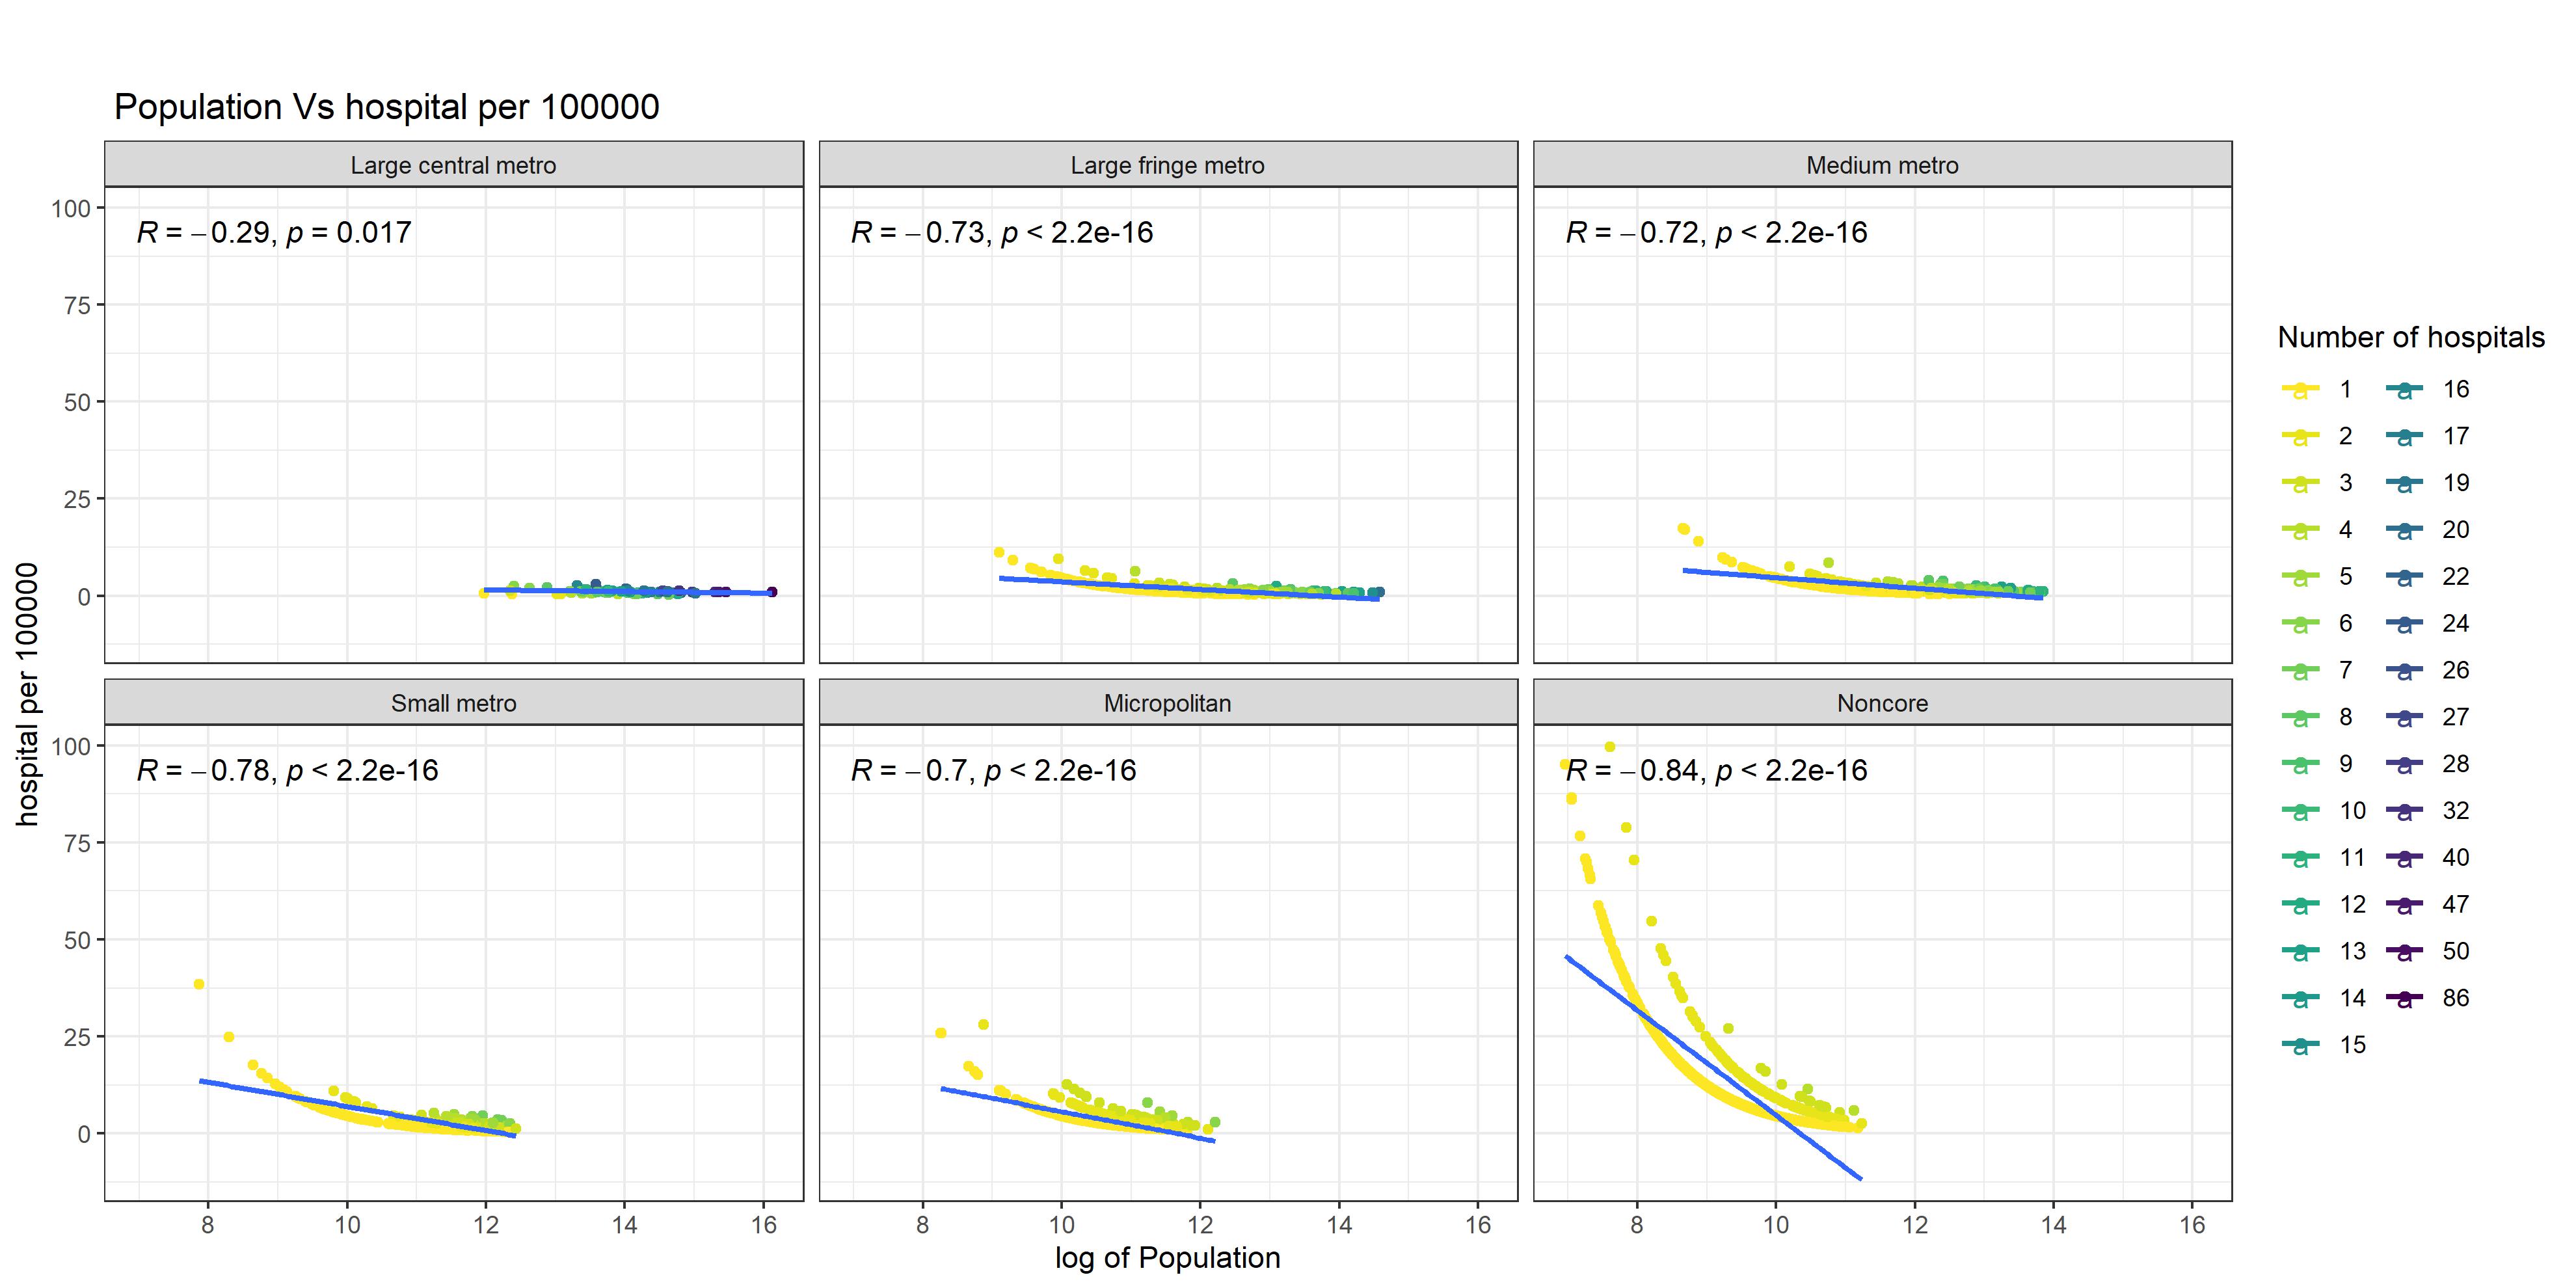 Population Vs hospital per 100000
Large central metro
Large fringe metro
Medium metro
R = −0.29, p = 0.017
R = −0.73, p < 2.2e-16
R = −0.72, p < 2.2e-16
100
75
50
25
0
Small metro
Micropolitan
Noncore
R = −0.78, p < 2.2e-16
R = −0.7, p < 2.2e-16
R = −0.84, p < 2.2e-16
100
75
50
25
0
8 10 12 14 16
8 10 12 14 16
8 10 12 14 16
log of Population
hospital per 100000
Number of hospitals
a 1 a 16
a 2 a 17
a 3 a 19
a 4 a 20
a 5 a 22
a 6 a 24
a 7 a 26
a 8 a 27
a 9 a 28
a 10 a 32
a 11 a 40
a 12 a 47
a 13 a 50
a 14 a 86
a 15